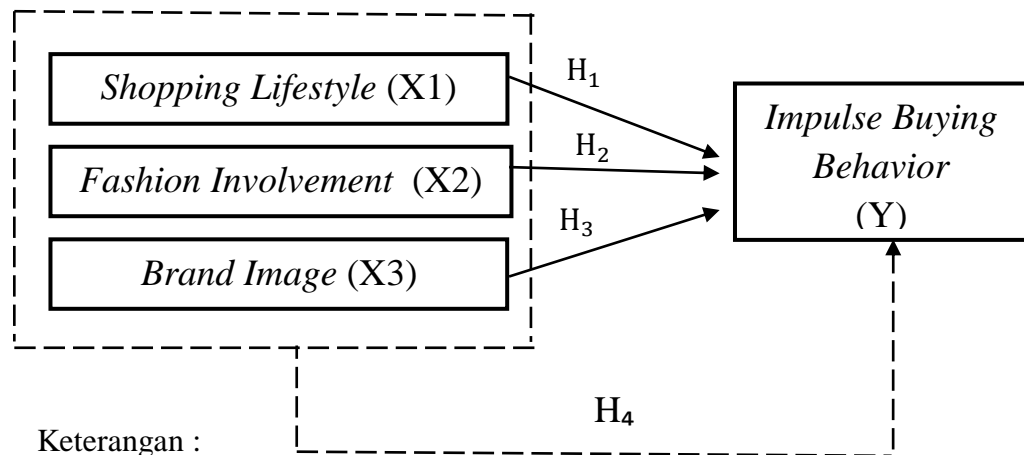 Shopping Lifestyle (X1)
H₁
Impulse Buying
Behavior
(Y)
H₂
Fashion Involvement (X2)
H₃
Brand Image (X3)
H₄
Keterangan :